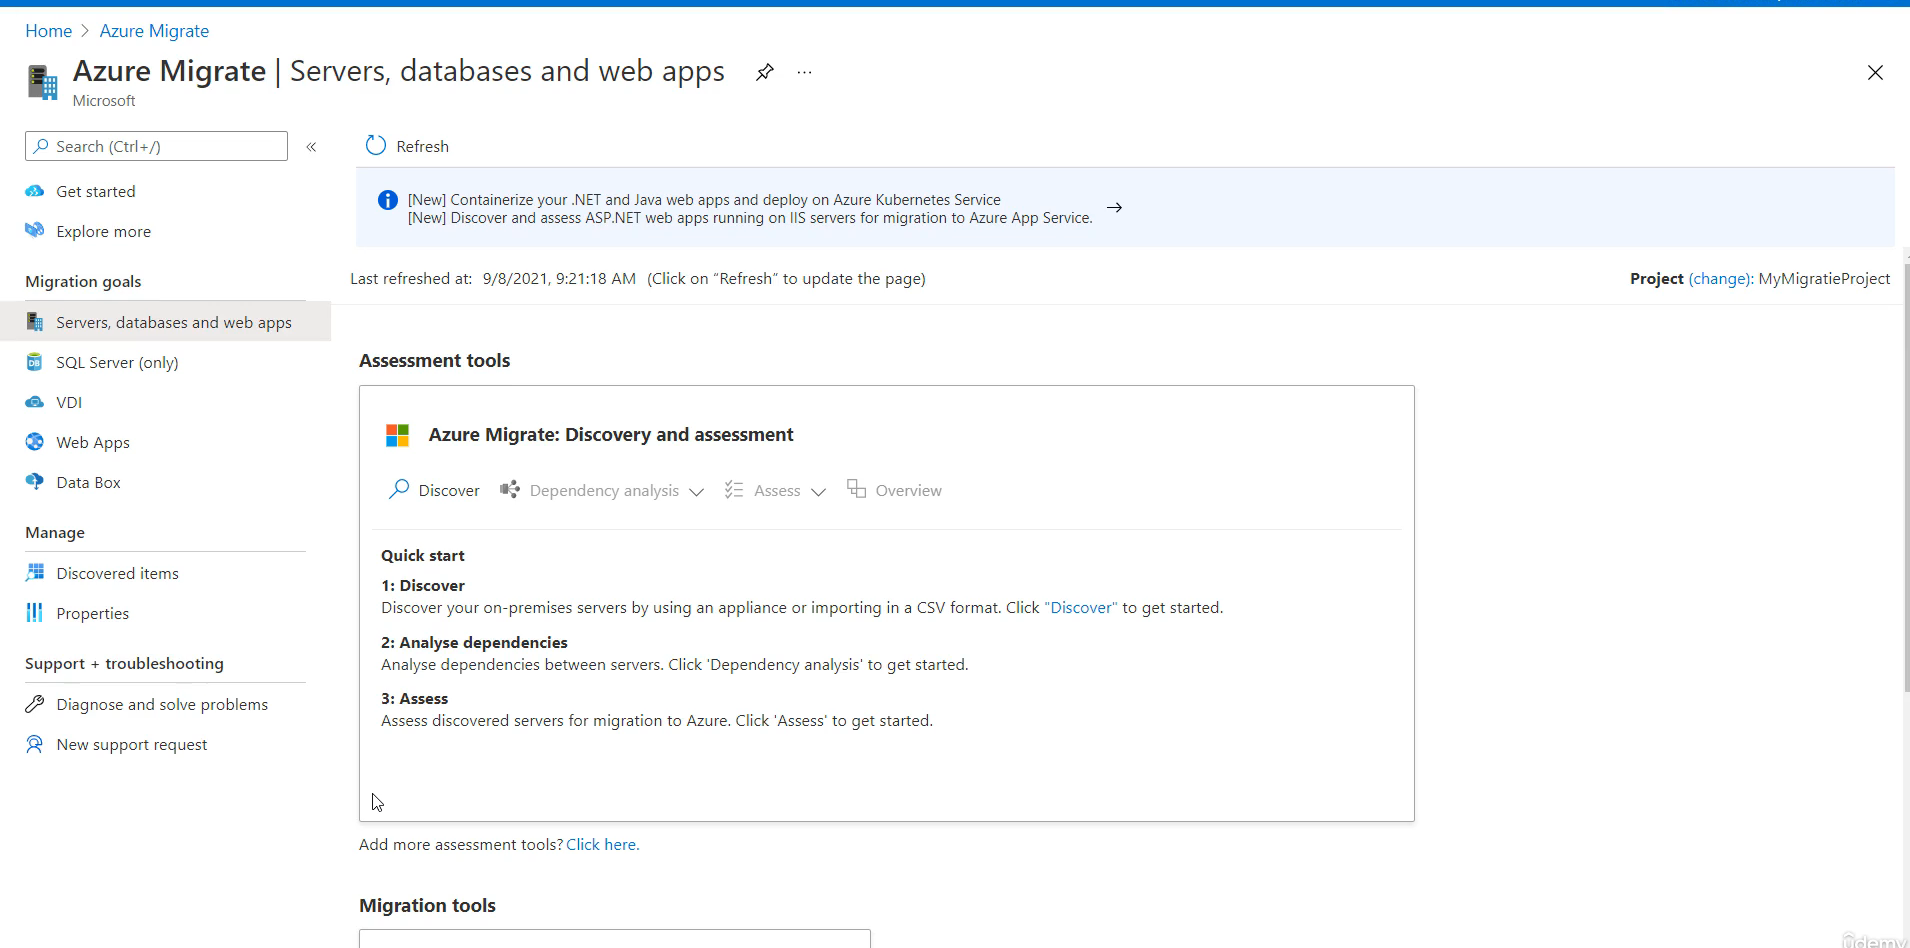 Home > Azure Migrate
Azure Migrate | Servers, databases and web apps
Microsoft
Search (Ctrl+/)
Get started
Explore more
Migration goals
Servers, databases and web apps
SQL Server (only)
VDI
Web Apps
Data Box
Manage
Discovered items
Properties
Support + troubleshooting
Diagnose and solve problems
New support request
Refresh
[New] Containerize your .NET and Java web apps and deploy on Azure Kubernetes Service
[New] Discover and assess ASP.NET web apps running on IIS servers for migration to Azure App Service.
Last refreshed at: 9/8/2021, 9:21:18 AM (Click on “Refresh” to update the page)
Project (change): MyMigratieProject
Assessment tools
Azure Migrate: Discovery and assessment
Discover Dependency analysis Assess Overview
Quick start
1: Discover
Discover your on-premises servers by using an appliance or importing in a CSV format. Click "Discover" to get started.
2: Analyse dependencies
Analyse dependencies between servers. Click 'Dependency analysis' to get started.
3: Assess
Assess discovered servers for migration to Azure. Click 'Assess' to get started.
Add more assessment tools? Click here.
Migration tools
udemy